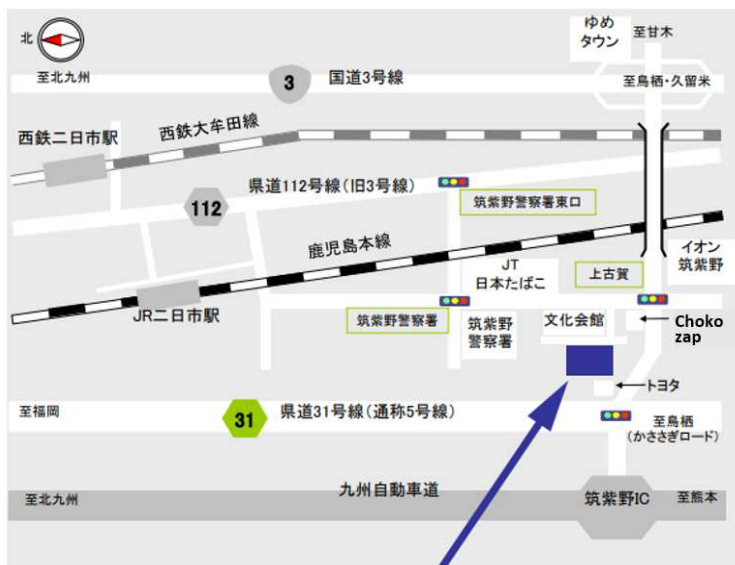 北
至北九州
3
国道3号線
ゆめ
タウン
至甘木
至鳥栖・久留米
西鉄二日市駅
西鉄大牟田線
112
県道112号線(旧3号線)
筑紫野警察署東口
鹿児島本線
JT
日本たばこ
上古賀
イオン
筑紫野
JR二日市駅
筑紫野警察署
筑紫野
警察署
文化会館
Choko
zap
トヨタ
至福岡
31
県道31号線(通称5号線)
至鳥栖
(かささぎロード)
至北九州
九州自動車道
筑紫野IC
至熊本